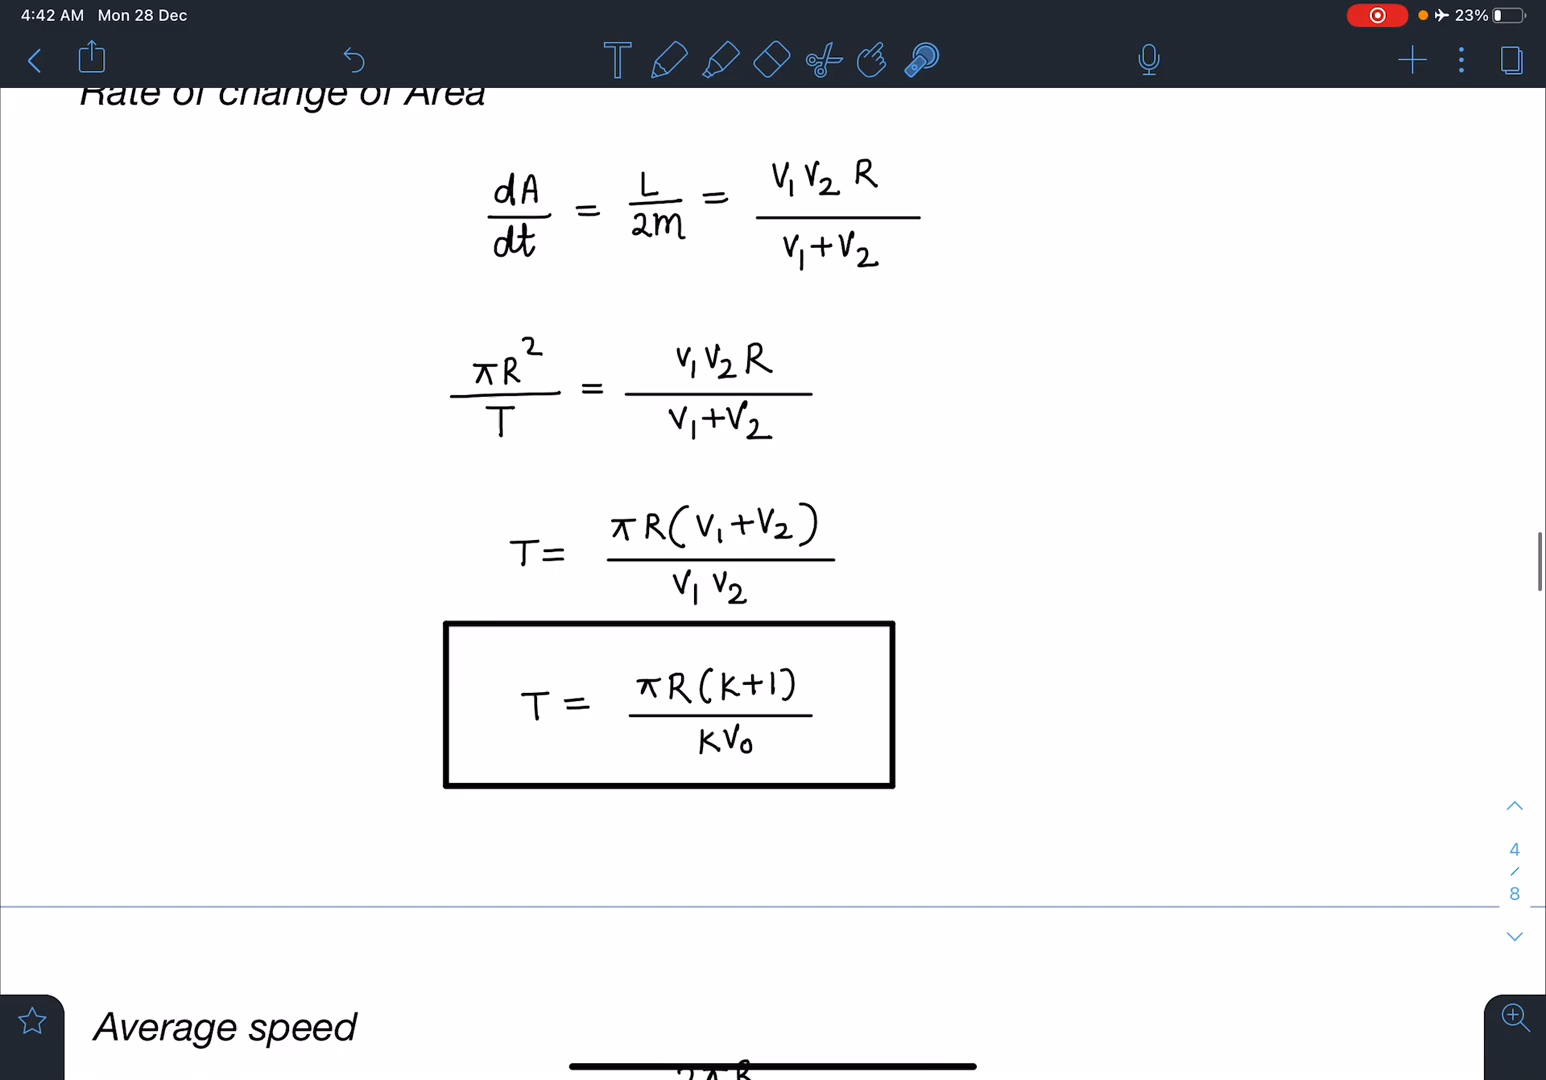 4:42 AM Mon 28 Dec
23%
T
Rate of change of Area
dA/dt = L/2m = V₁V₂R/V₁+V₂
πR²/T = V₁V₂R/V₁+V₂
T = πR(V₁+V₂)/V₁V₂
T = πR(K+1)/KV₀
4
/
8
Average speed
2πR